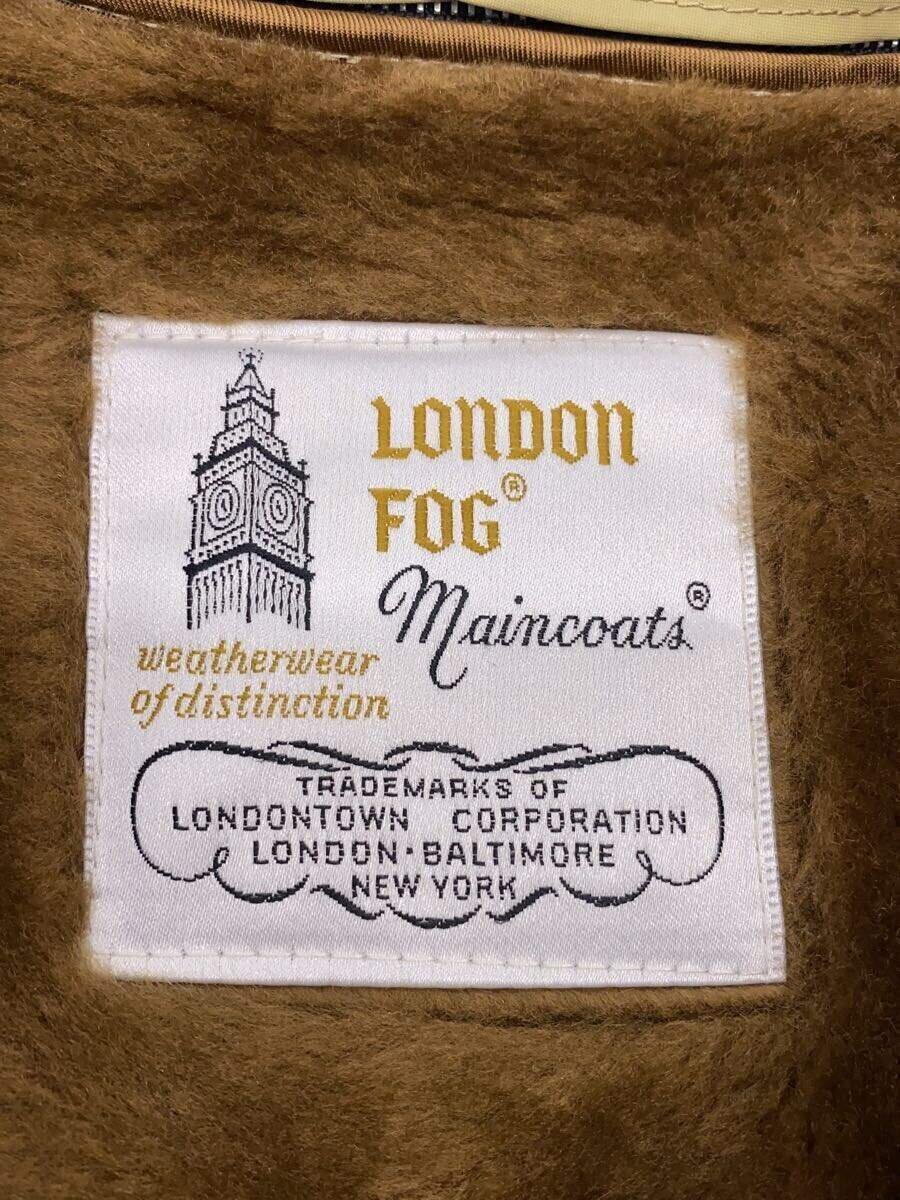 LONDON
FOG®
Maincoats®
weatherwear
of distinction
TRADEMARKS OF
LONDONTOWN CORPORATION
LONDON·BALTIMORE
NEW YORK